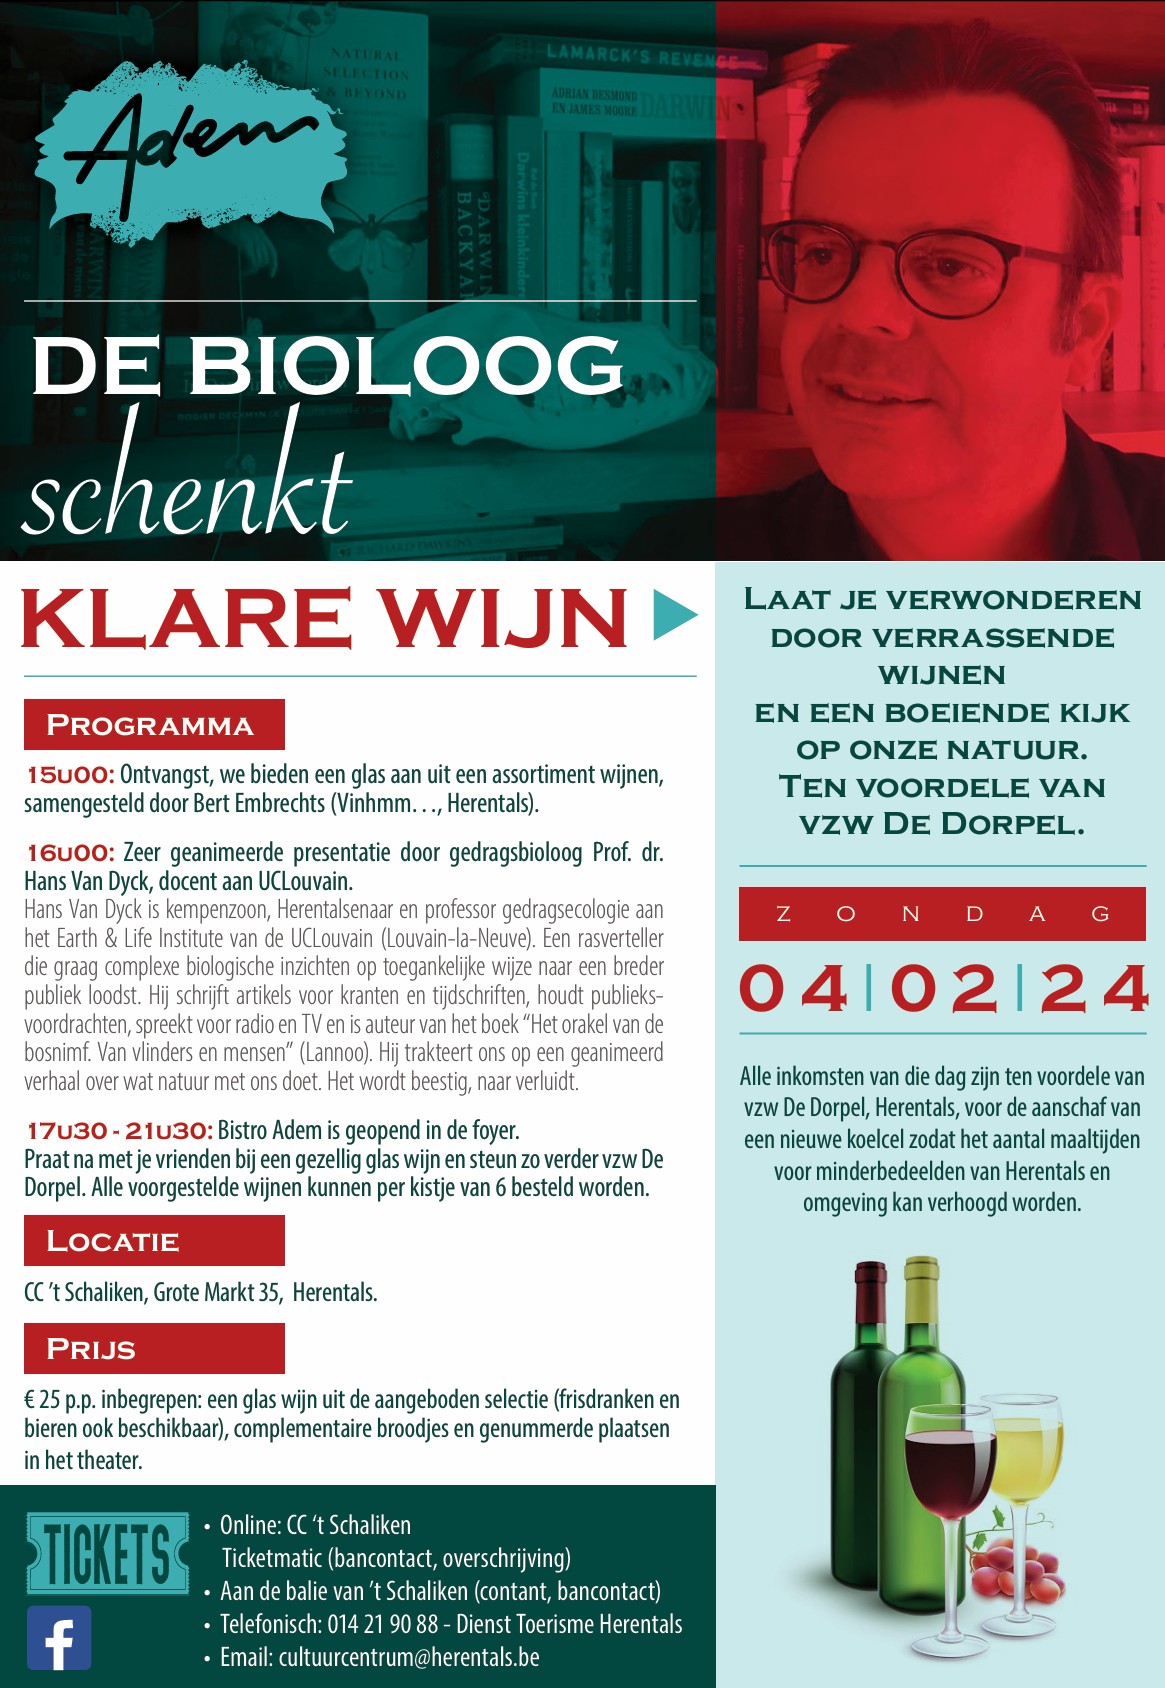 NATURAL
SELECTION
& BEYOND
LAMARCK'S REVENGE
ADRIAN DESMOND
EN JAMES MOORE DARWIN
Darwins kleinkinderen
DARWIN'S
BACKYARD
Adem
DE BIOLOOG
schenkt
RICHARD DAWKINS
KLARE WIJN
PROGRAMMA
15U00: Ontvangst, we bieden een glas aan uit een assortiment wijnen,
samengesteld door Bert Embrechts (Vinhmm…, Herentals).
16U00: Zeer geanimeerde presentatie door gedragsbioloog Prof. dr.
Hans Van Dyck, docent aan UCLouvain.
Hans Van Dyck is kempenzoon, Herentalsenaar en professor gedragsecologie aan
het Earth & Life Institute van de UCLouvain (Louvain-la-Neuve). Een rasverteller
die graag complexe biologische inzichten op toegankelijke wijze naar een breder
publiek loodst. Hij schrijft artikels voor kranten en tijdschriften, houdt publieks-
voordrachten, spreekt voor radio en TV en is auteur van het boek “Het orakel van de
bosnimf. Van vlinders en mensen” (Lannoo). Hij trakteert ons op een geanimeerd
verhaal over wat natuur met ons doet. Het wordt beestig, naar verluidt.
17U30 - 21U30: Bistro Adem is geopend in de foyer.
Praat na met je vrienden bij een gezellig glas wijn en steun zo verder vzw De
Dorpel. Alle voorgestelde wijnen kunnen per kistje van 6 besteld worden.
LOCATIE
CC ’t Schaliken, Grote Markt 35, Herentals.
PRIJS
€ 25 p.p. inbegrepen: een glas wijn uit de aangeboden selectie (frisdranken en
bieren ook beschikbaar), complementaire broodjes en genummerde plaatsen
in het theater.
TICKETS
f
• Online: CC ‘t Schaliken
Ticketmatic (bancontact, overschrijving)
• Aan de balie van ’t Schaliken (contant, bancontact)
• Telefonisch: 014 21 90 88 - Dienst Toerisme Herentals
• Email: cultuurcentrum@herentals.be
LAAT JE VERWONDEREN
DOOR VERRASSENDE
WIJNEN
EN EEN BOEIENDE KIJK
OP ONZE NATUUR.
TEN VOORDELE VAN
VZW DE DORPEL.
ZONDAG
04|02|24
Alle inkomsten van die dag zijn ten voordele van
vzw De Dorpel, Herentals, voor de aanschaf van
een nieuwe koelcel zodat het aantal maaltijden
voor minderbedeelden van Herentals en
omgeving kan verhoogd worden.